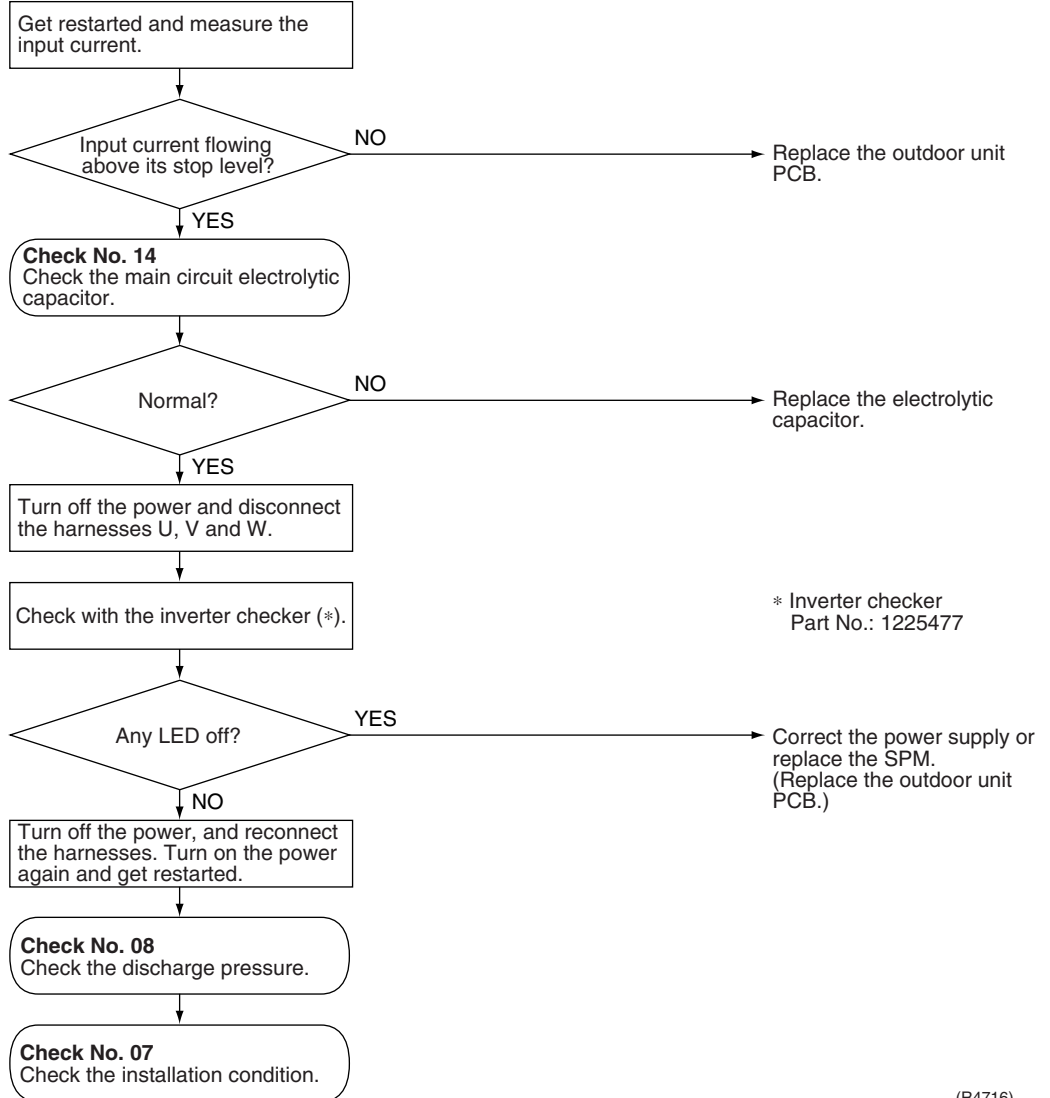 Get restarted and measure the
input current.
Input current flowing
above its stop level?
NO
Replace the outdoor unit
PCB.
YES
Check No. 14
Check the main circuit electrolytic
capacitor.
Normal?
NO
Replace the electrolytic
capacitor.
YES
Turn off the power and disconnect
the harnesses U, V and W.
Check with the inverter checker (*).
* Inverter checker
Part No.: 1225477
Any LED off?
YES
Correct the power supply or
replace the SPM.
(Replace the outdoor unit
PCB.)
NO
Turn off the power, and reconnect
the harnesses. Turn on the power
again and get restarted.
Check No. 08
Check the discharge pressure.
Check No. 07
Check the installation condition.
(R4716)